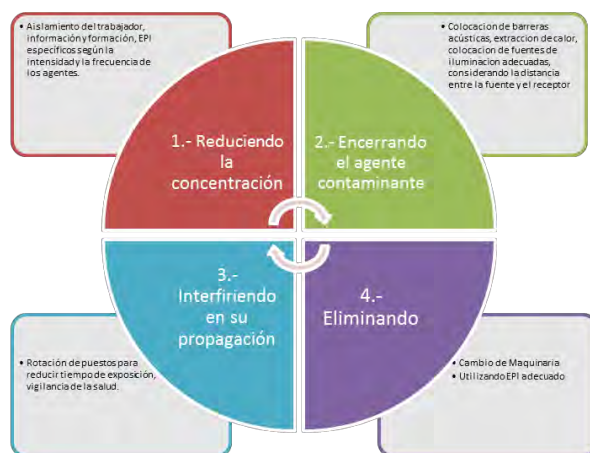 • Aislamiento del trabajador,
información y formación, EPI
específicos según la
intensidad y la frecuencia de
los agentes.
• Colocación de barreras
acústicas, extraccion de calor,
colocacion de fuentes de
iluminacion adecuadas,
considerando la distancia
entre la fuente y el receptor
1.- Reduciendo
la
concentración
2.- Encerrando
el agente
contaminante
3.-
Interfiriendo
en su
propagación
4.-
Eliminando
• Rotación de puestos para
reducir tiempo de exposición,
vigilancia de la salud.
• Cambio de Maquinaria
• Utilizando EPI adecuado